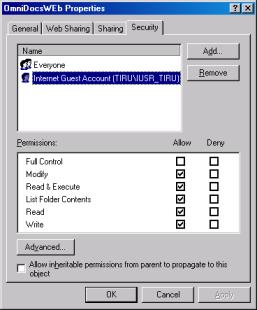 OmniDocsWEb Properties
General Web Sharing Sharing Security
Name
Everyone
Internet Guest Account (TIRU\IUSR_TIRU)
Add...
Remove
Permissions: Allow Deny
Full Control
Modify
Read & Execute
List Folder Contents
Read
Write
Advanced...
Allow inheritable permissions from parent to propagate to this
object
OK Cancel Apply